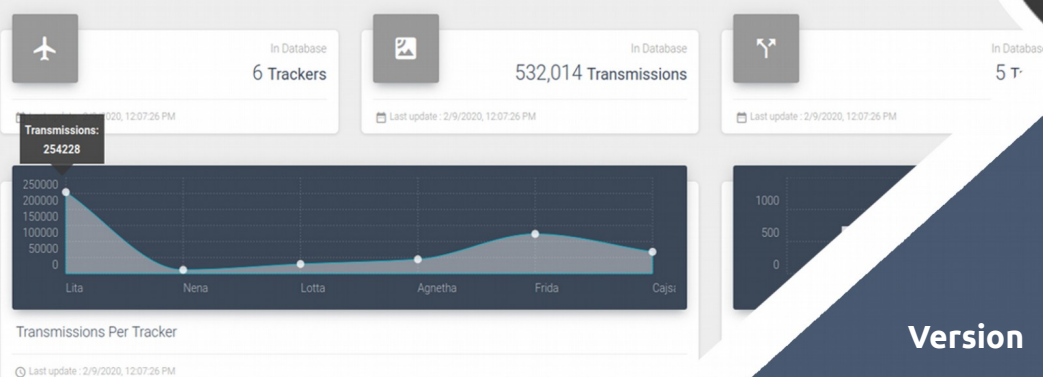 In Database
6 Trackers
In Database
532,014 Transmissions
In Databas
5
12:07:26 PM
Last update : 2/9/2020, 12:07:26 PM
Last update : 2/9/2020, 12:07:26 PM
Transmissions:
254228
250000
200000
150000
100000
50000
0
Lita
Nena
Lotta
Agnetha
Frida
Cajsa
1000
500
0
Transmissions Per Tracker
Last update : 2/9/2020, 12:07:26 PM
Version